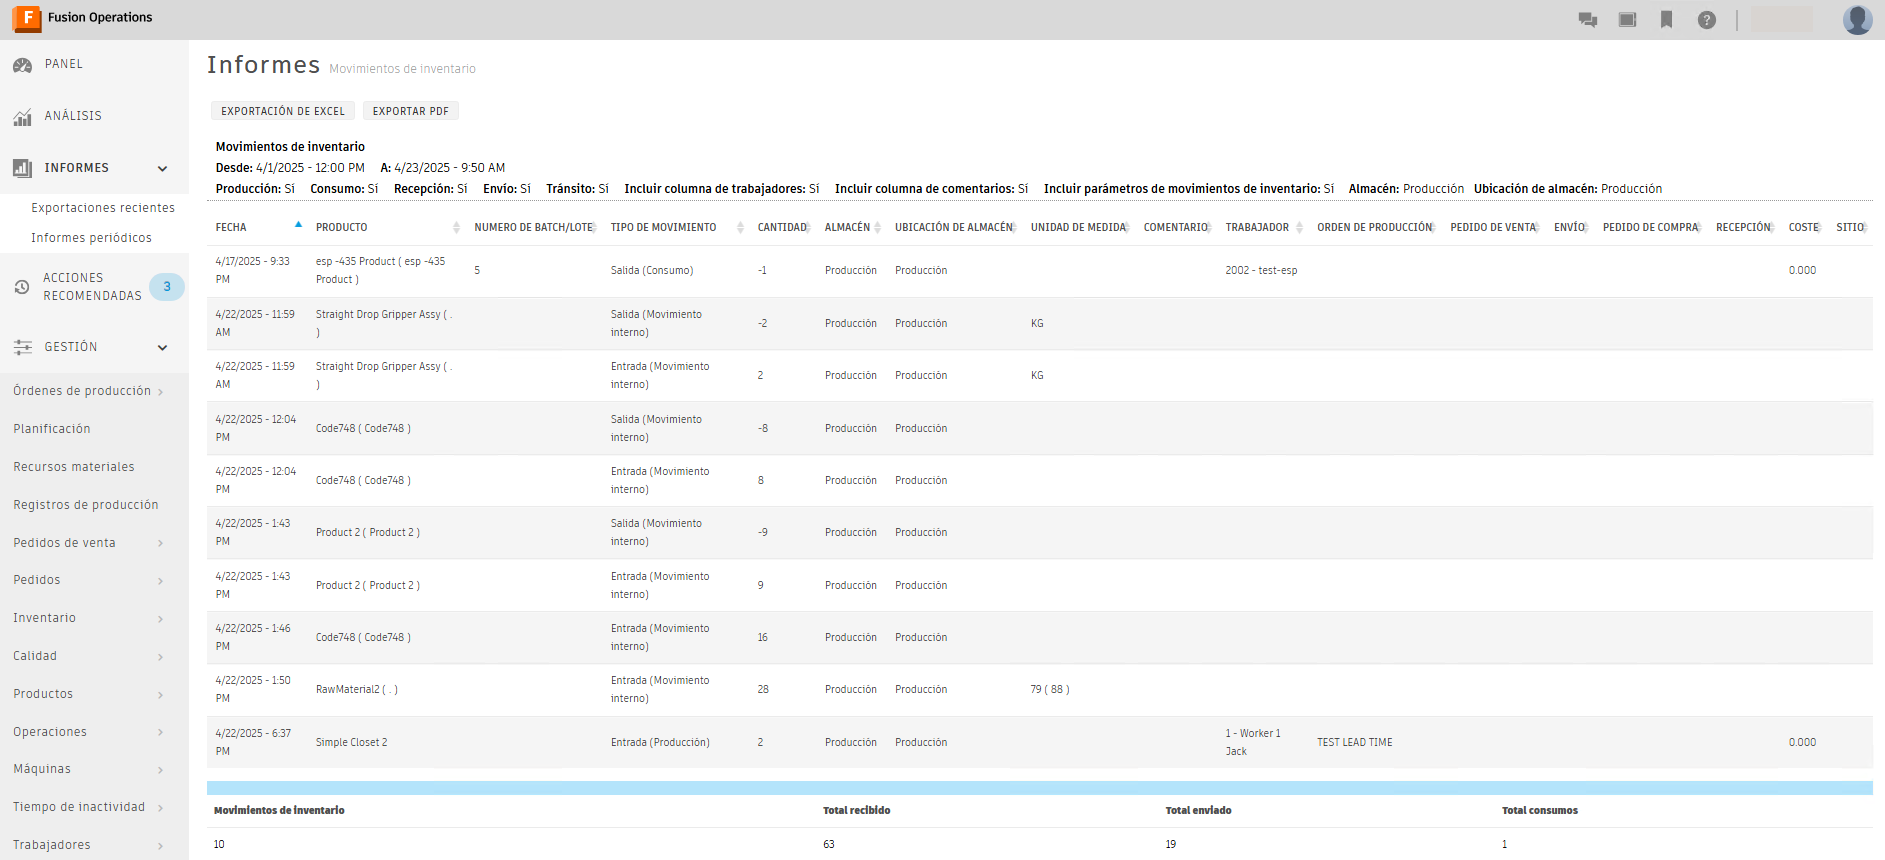 F Fusion Operations
PANEL
ANÁLISIS
INFORMES
Exportaciones recientes
Informes periódicos
ACCIONES
RECOMENDADAS 3
GESTIÓN
Órdenes de producción
Planificación
Recursos materiales
Registros de producción
Pedidos de venta
Pedidos
Inventario
Calidad
Productos
Operaciones
Máquinas
Tiempo de inactividad
Trabajadores
Informes Movimientos de inventario
EXPORTACIÓN DE EXCEL EXPORTAR PDF
Movimientos de inventario
Desde: 4/1/2025 - 12:00 PM A: 4/23/2025 - 9:50 AM
Producción: Sí Consumo: Sí Recepción: Sí Envío: Sí Tránsito: Sí Incluir columna de trabajadores: Sí Incluir columna de comentarios: Sí Incluir parámetros de movimientos de inventario: Sí Almacén: Producción Ubicación de almacén: Producción
FECHA PRODUCTO NUMERO DE BATCH/LOTE TIPO DE MOVIMIENTO CANTIDAD ALMACÉN UBICACIÓN DE ALMACÉN UNIDAD DE MEDIDA COMENTARIO TRABAJADOR ORDEN DE PRODUCCIÓN PEDIDO DE VENTA ENVÍO PEDIDO DE COMPRA RECEPCIÓN COSTE SITIO
4/17/2025 - 9:33 PM esp -435 Product ( esp -435 Product ) 5 Salida (Consumo) -1 Producción Producción 2002 - test-esp 0.000
4/22/2025 - 11:59 AM Straight Drop Gripper Assy ( . ) Salida (Movimiento interno) -2 Producción Producción KG
4/22/2025 - 11:59 AM Straight Drop Gripper Assy ( . ) Entrada (Movimiento interno) 2 Producción Producción KG
4/22/2025 - 12:04 PM Code748 ( Code748 ) Salida (Movimiento interno) -8 Producción Producción
4/22/2025 - 12:04 PM Code748 ( Code748 ) Entrada (Movimiento interno) 8 Producción Producción
4/22/2025 - 1:43 PM Product 2 ( Product 2 ) Salida (Movimiento interno) -9 Producción Producción
4/22/2025 - 1:43 PM Product 2 ( Product 2 ) Entrada (Movimiento interno) 9 Producción Producción
4/22/2025 - 1:46 PM Code748 ( Code748 ) Entrada (Movimiento interno) 16 Producción Producción
4/22/2025 - 1:50 PM RawMaterial2 ( . ) Entrada (Movimiento interno) 28 Producción Producción 79 ( 88 )
4/22/2025 - 6:37 PM Simple Closet 2 Entrada (Producción) 2 Producción Producción 1 - Worker 1 Jack TEST LEAD TIME 0.000
Movimientos de inventario Total recibido Total enviado Total consumos
10 63 19 1